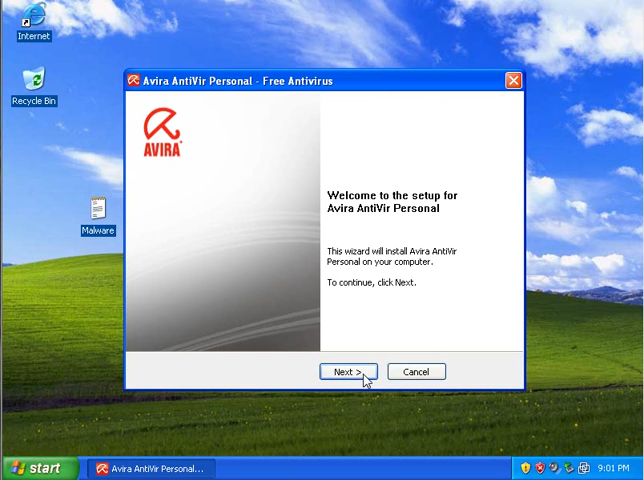 Internet
Recycle Bin
Malware
Avira AntiVir Personal - Free Antivirus
AVIRA
Welcome to the setup for
Avira AntiVir Personal
This wizard will install Avira AntiVir
Personal on your computer.
To continue, click Next.
Next >
Cancel
start
Avira AntiVir Personal...
9:01 PM